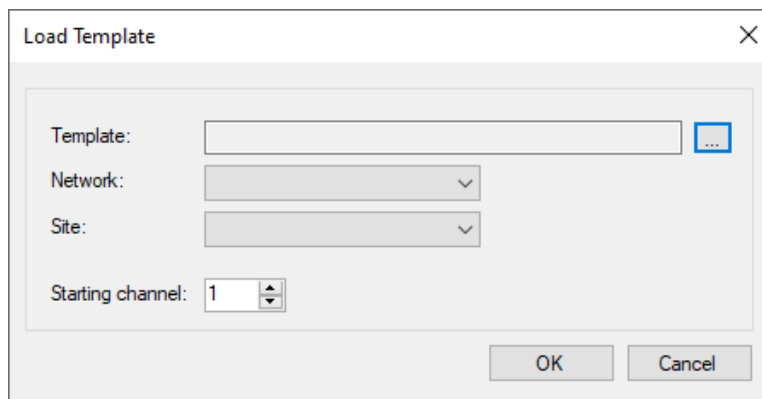 Load Template
Template:
...
Network:
Site:
Starting channel: 1
OK Cancel